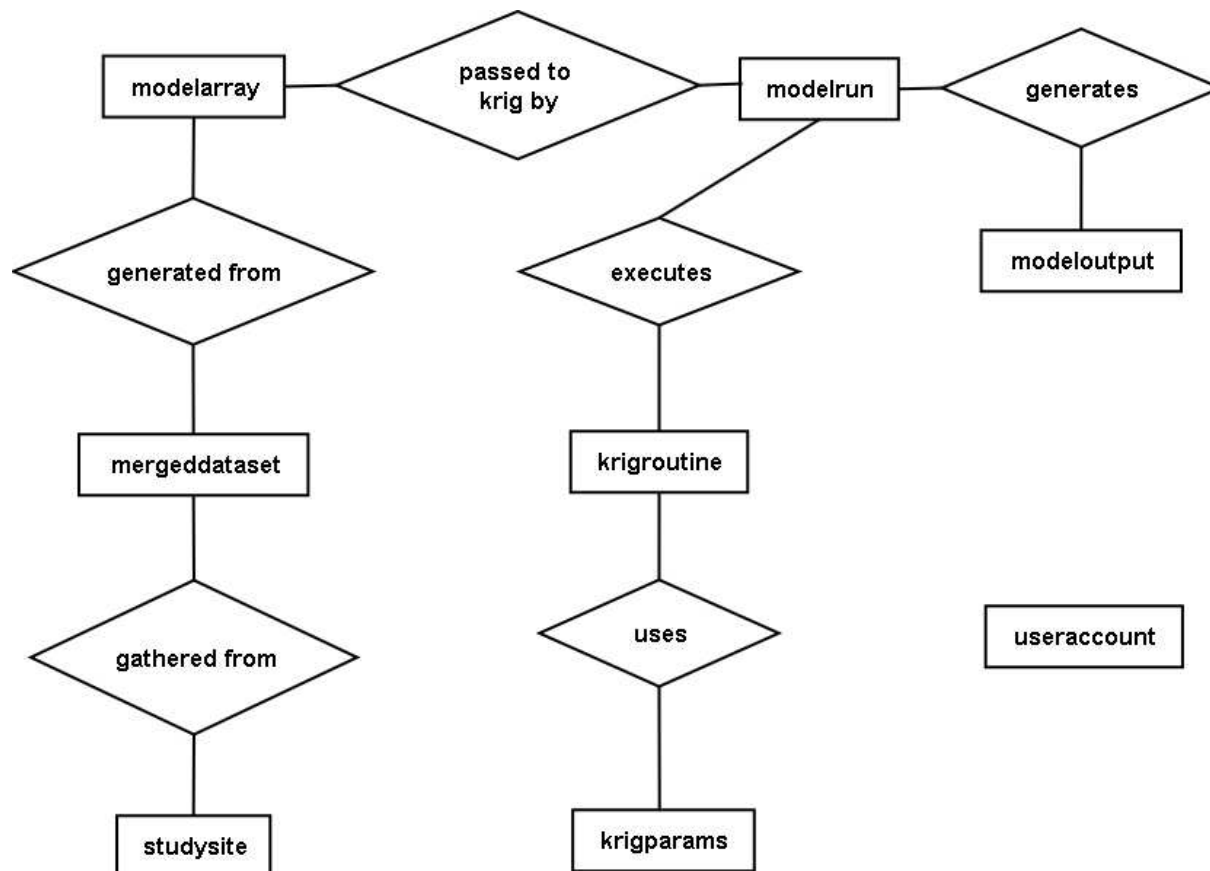 modelarray
passed to
krig by
modelrun
generates
generated from
executes
modeloutput
mergeddataset
krigroutine
gathered from
uses
useraccount
studysite
krigparams